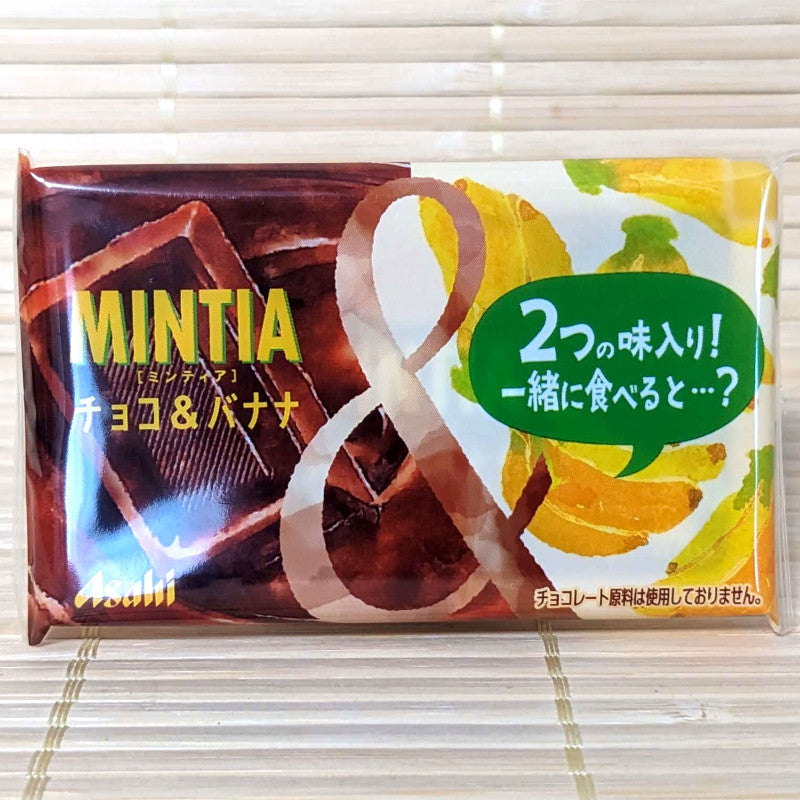 MINTIA
[ミンティア]
チョコ&バナナ
&
2つの味入り!
一緒に食べると…?
Asahi
チョコレート原料は使用しておりません。